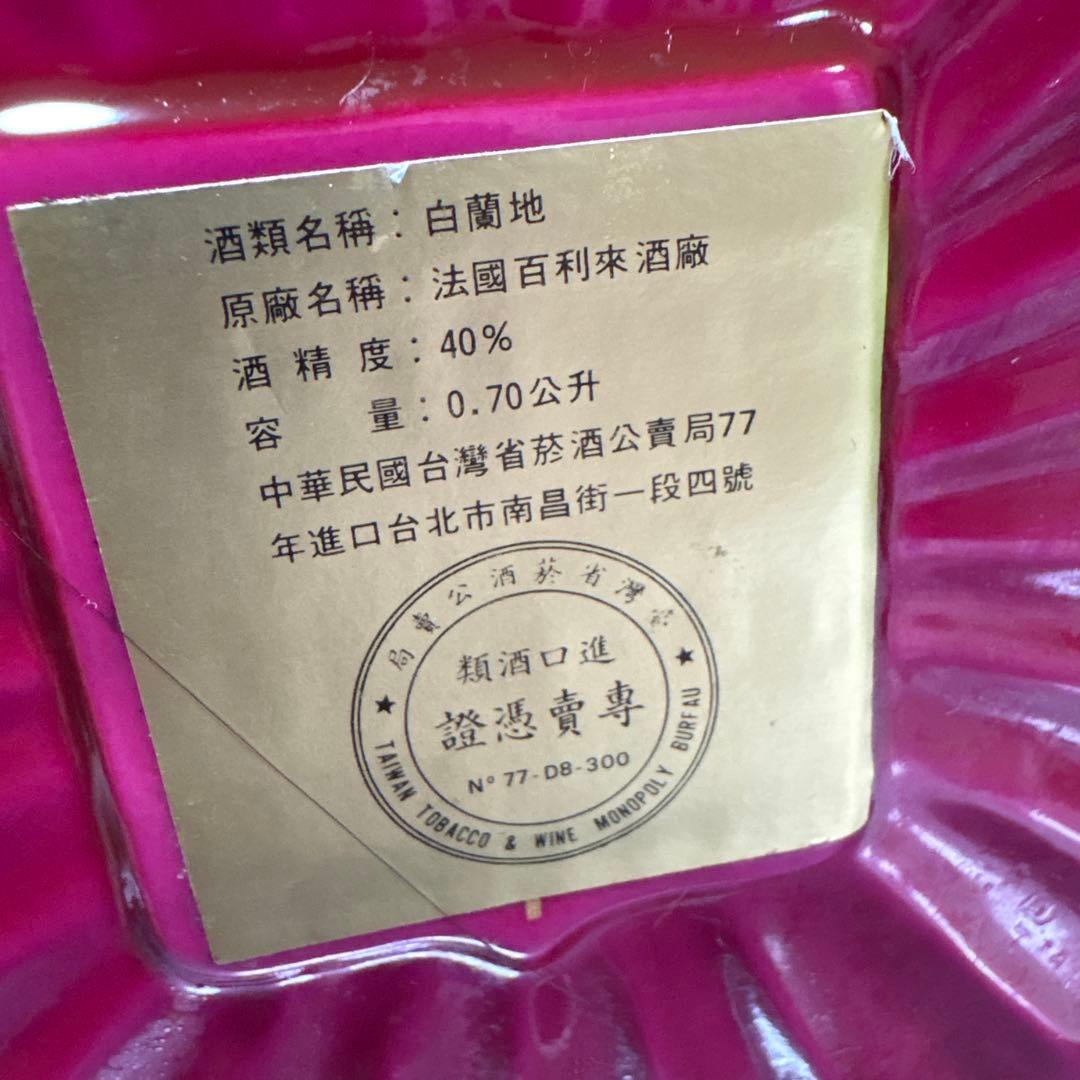 酒類名稱：白蘭地
原廠名稱：法國百利來酒廠
酒精度：40%
容量：0.70公升
中華民國台灣省菸酒公賣局77
年進口台北市南昌街一段四號
局賣公酒菸省灣臺
類酒口進
證憑賣專
Nº 77-D8-300
★ TAIWAN TOBACCO & WINE MONOPOLY BUREAU ★